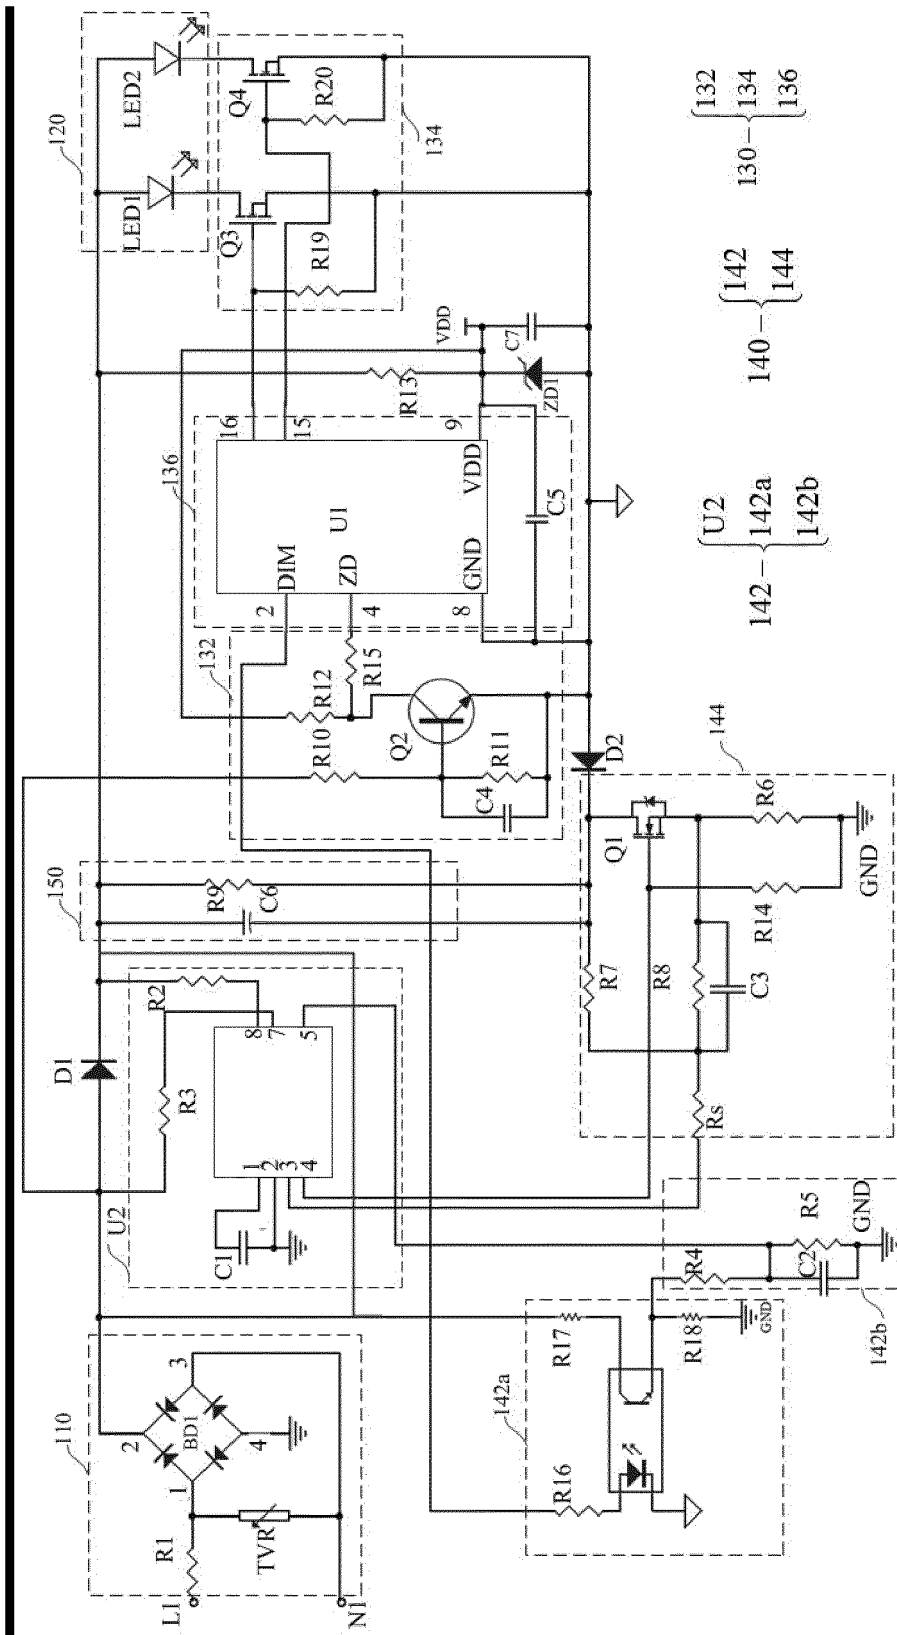 120
LED2
LED1
Q4
R20
134
Q3
R19
132
134
136
130
VDD
C7
R13
ZD1
142
144
140
16
15
9
136
VDD
U1
C5
DIM
ZD
GND
2
4
8
U2
142a
142b
142
132
R12
R15
R10
Q2
R11
C4
D2
144
Q1
R6
GND
R14
150
R9
C6
R7
R8
C3
R2
D1
8
7
5
R3
Rs
1
2
3
4
U2
C1
R5
GND
R4
C2
142b
R17
R18
GND
142a
R16
110
3
2
BD1
4
1
R1
TVR
L1
N1